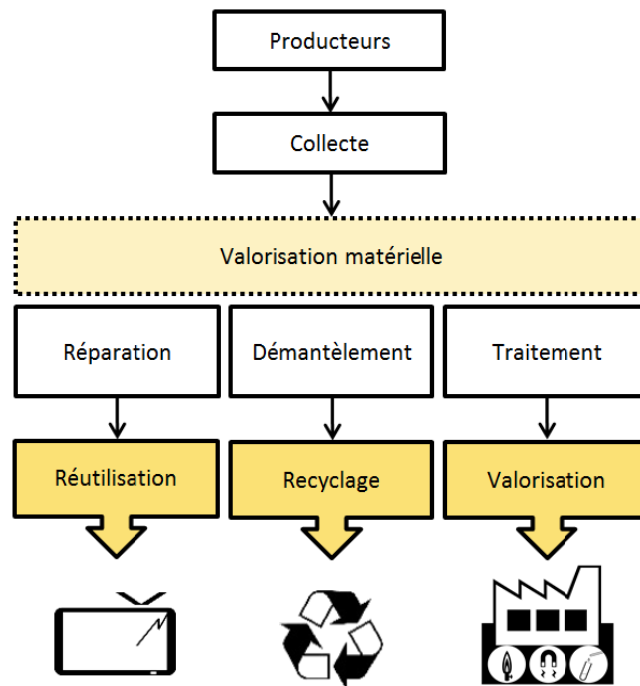 Producteurs
Collecte
Valorisation matérielle
Réparation
Démantèlement
Traitement
Réutilisation
Recyclage
Valorisation